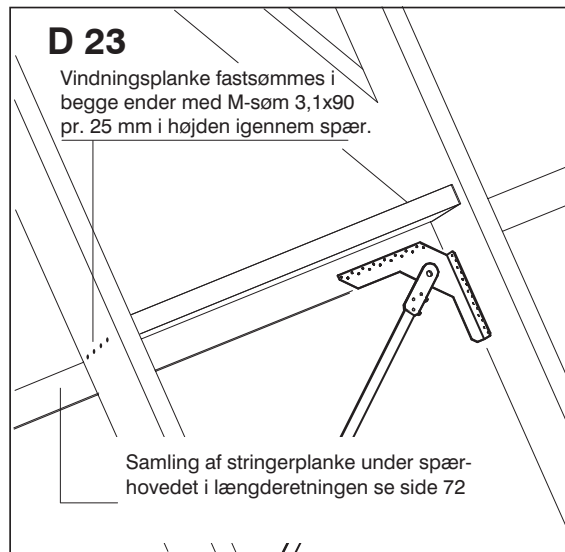 D 23
Vindningsplanke fastsømmes i
begge ender med M-søm 3,1x90
pr. 25 mm i højden igennem spær.
Samling af stringerplanke under spær-
hovedet i længderetningen se side 72